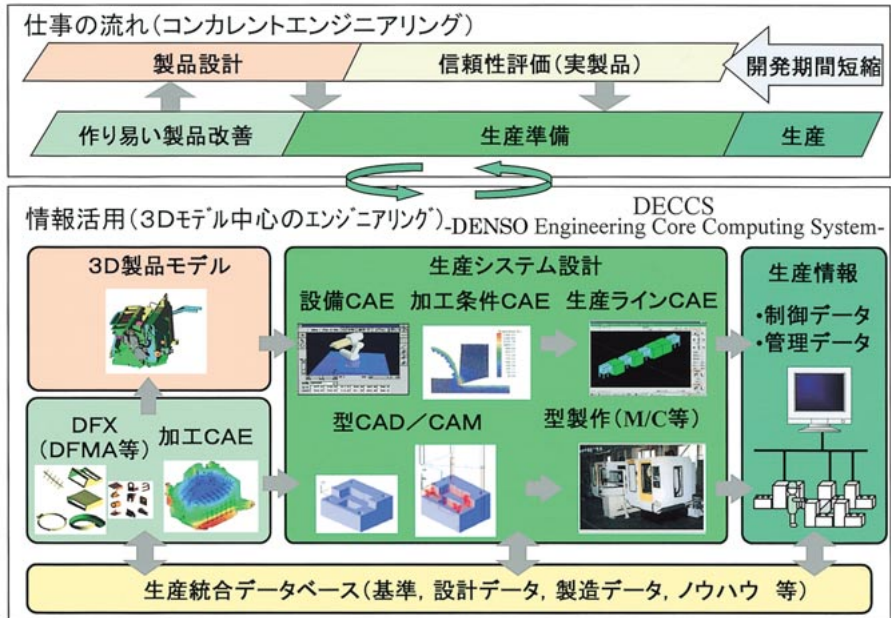 仕事の流れ(コンカレントエンジニアリング)
製品設計
信頼性評価(実製品)
開発期間短縮
作り易い製品改善
生産準備
生産
情報活用(3Dモデル中心のエンジニアリング)
DECCS
-DENSO Engineering Core Computing System-
3D製品モデル
生産システム設計
生産情報
設備CAE
加工条件CAE
生産ラインCAE
・制御データ
・管理データ
DFX
(DFMA等)
加工CAE
型CAD/CAM
型製作(M/C等)
生産統合データベース(基準,設計データ,製造データ,ノウハウ 等)